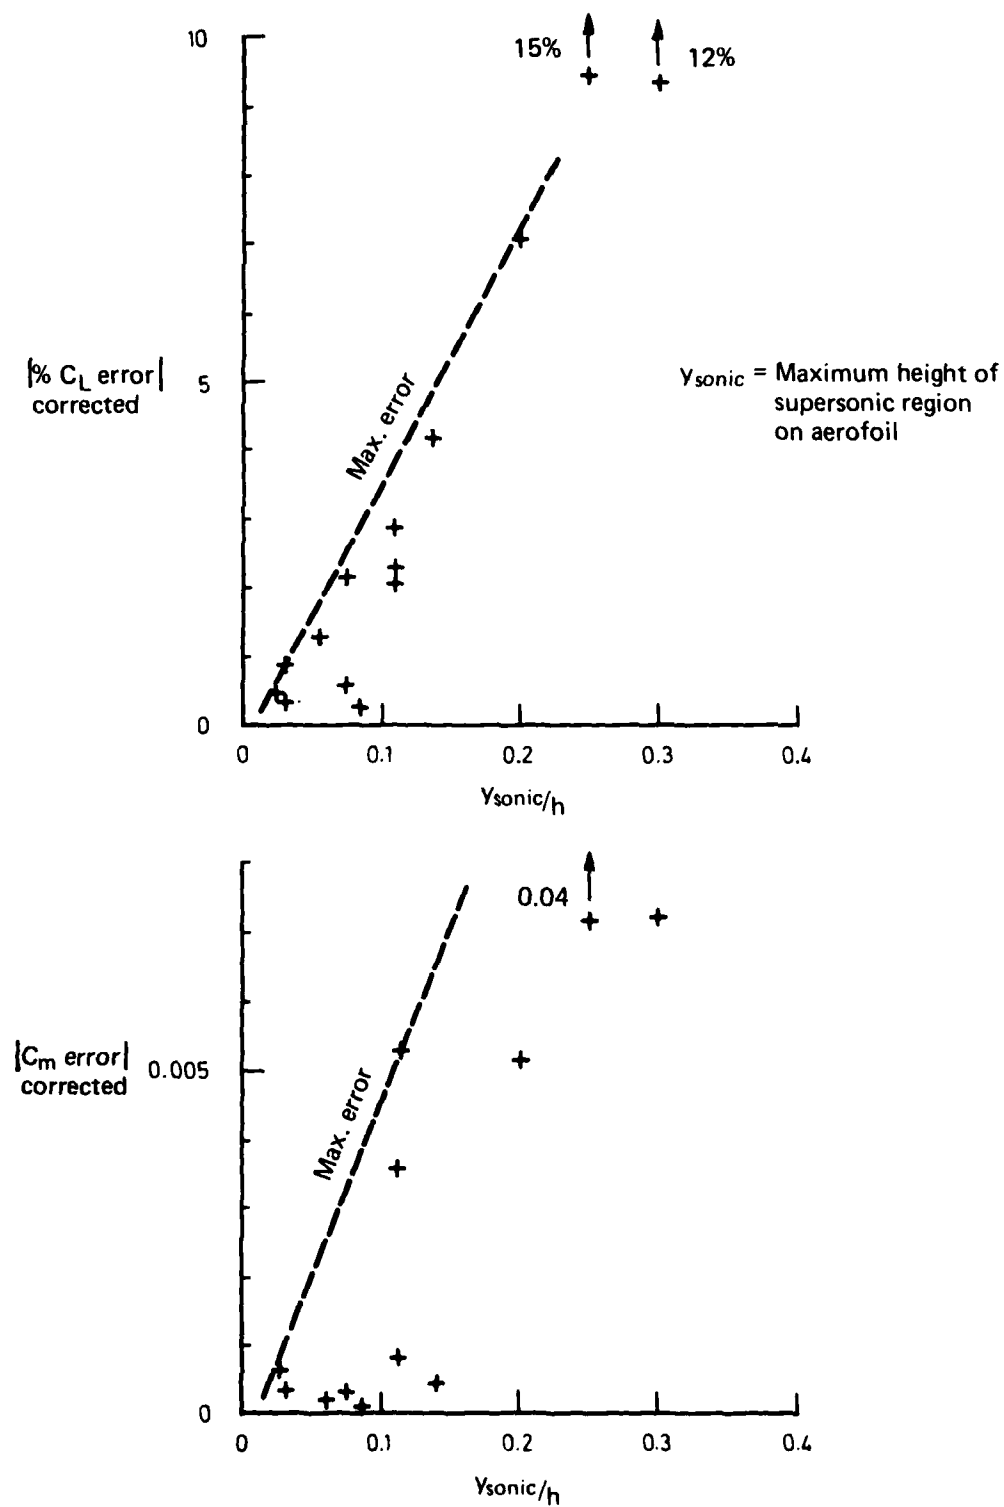 10
15%
12%
|% C_L error|
corrected
5
Max. error
y_sonic = Maximum height of
supersonic region
on aerofoil
0
0
0.1
0.2
0.3
0.4
y_sonic/h
0.04
|C_m error|
corrected
0.005
Max. error
0
0
0.1
0.2
0.3
0.4
y_sonic/h